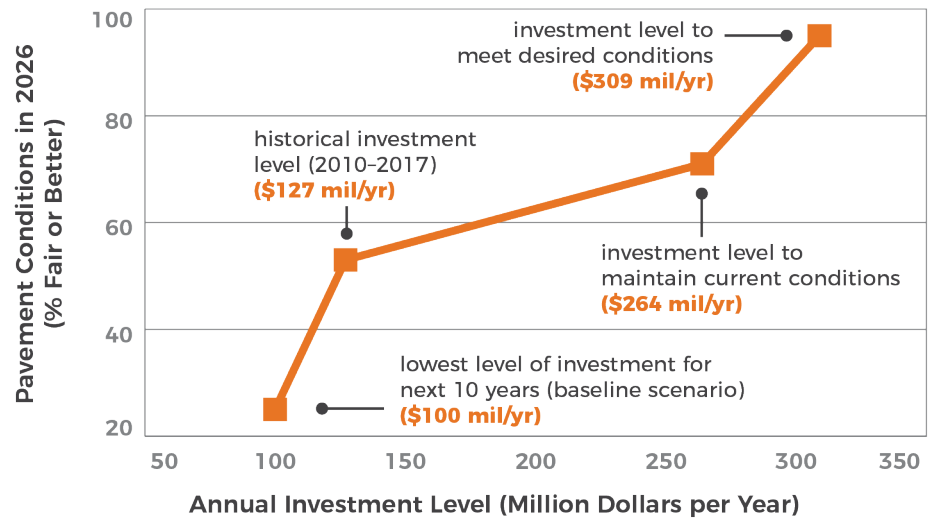 100
80
60
40
20
Pavement Conditions in 2026
(% Fair or Better)
investment level to
meet desired conditions
($309 mil/yr)
historical investment
level (2010–2017)
($127 mil/yr)
investment level to
maintain current conditions
($264 mil/yr)
lowest level of investment for
next 10 years (baseline scenario)
($100 mil/yr)
50 100 150 200 250 300 350
Annual Investment Level (Million Dollars per Year)